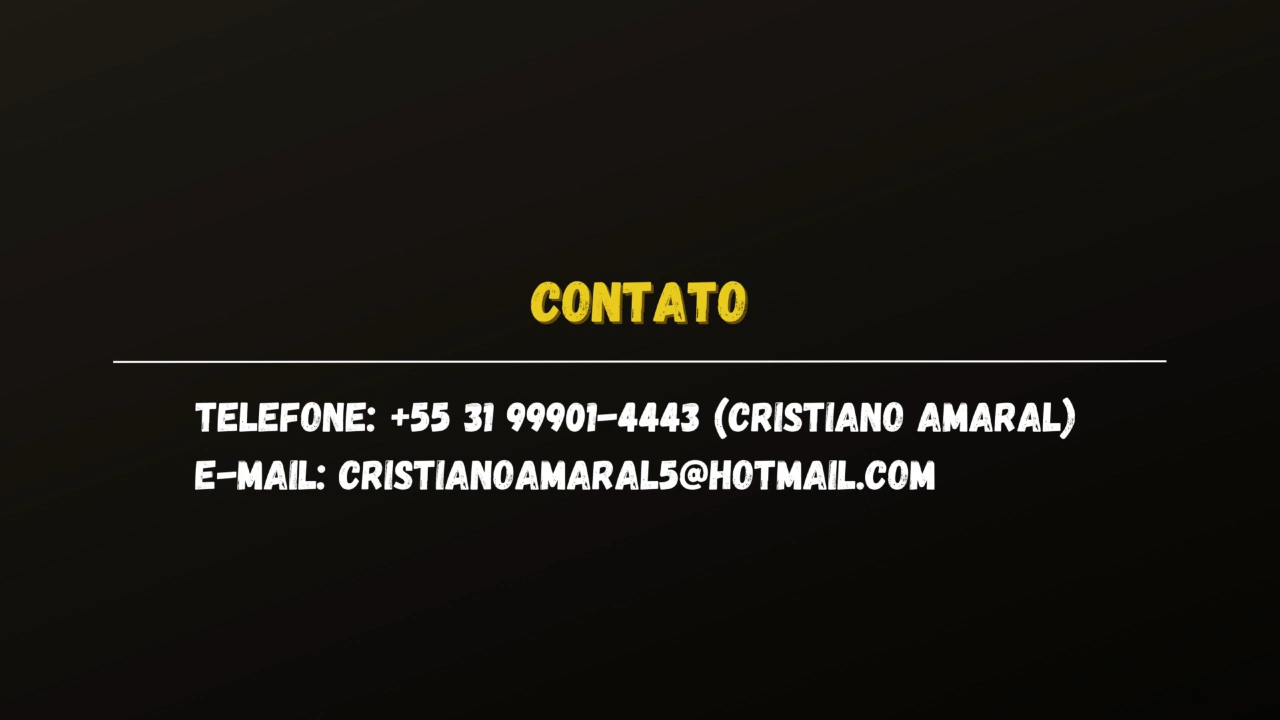 CONTATO
TELEFONE: +55 31 99901-4443 (CRISTIANO AMARAL)
E-MAIL: CRISTIANOAMARAL5@HOTMAIL.COM